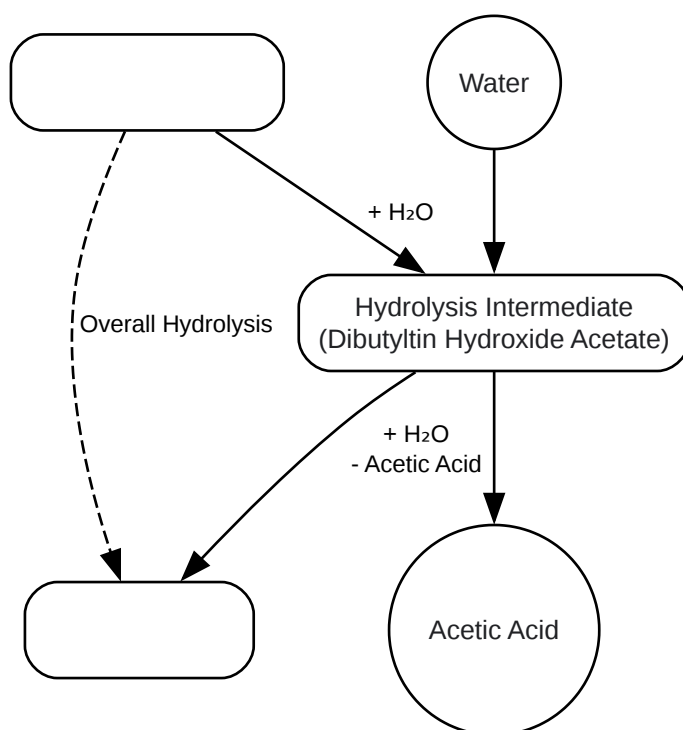 Water
+ H₂O
Hydrolysis Intermediate
(Dibutyltin Hydroxide Acetate)
Overall Hydrolysis
+ H₂O
- Acetic Acid
Acetic Acid